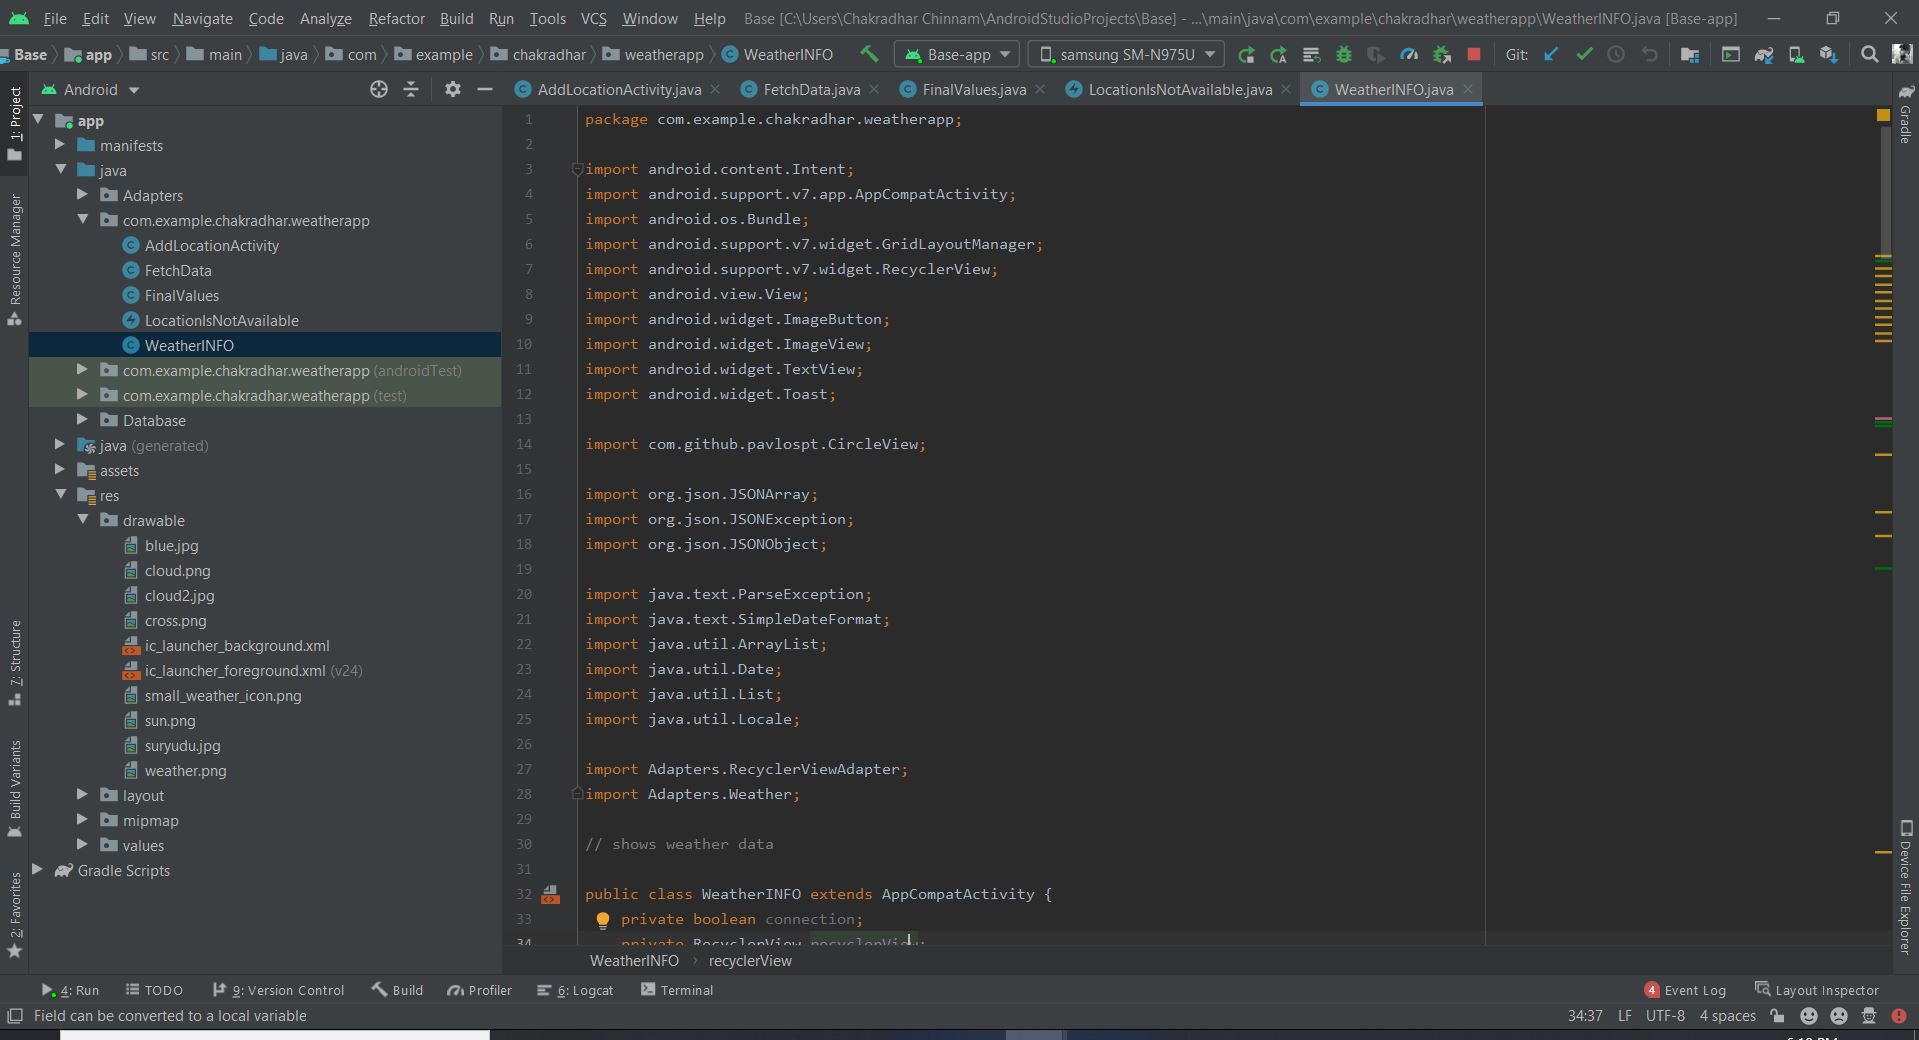 File Edit View Navigate Code Analyze Refactor Build Run Tools VCS Window Help Base [C:\Users\Chakradhar Chinnam\AndroidStudioProjects\Base] - ...\main\java\com\example\chakradhar\weatherapp\WeatherINFO.java [Base-app]
Base app src main java com example chakradhar weatherapp WeatherINFO Base-app samsung SM-N975U Git:
Android
AddLocationActivity.java FetchData.java FinalValues.java LocationIsNotAvailable.java WeatherINFO.java
1: Project
Resource Manager
7: Structure
Build Variants
2: Favorites
app
manifests
java
Adapters
com.example.chakradhar.weatherapp
AddLocationActivity
FetchData
FinalValues
LocationIsNotAvailable
WeatherINFO
com.example.chakradhar.weatherapp (androidTest)
com.example.chakradhar.weatherapp (test)
Database
java (generated)
assets
res
drawable
blue.jpg
cloud.png
cloud2.jpg
cross.png
ic_launcher_background.xml
ic_launcher_foreground.xml (v24)
small_weather_icon.png
sun.png
suryudu.jpg
weather.png
layout
mipmap
values
Gradle Scripts
1 package com.example.chakradhar.weatherapp;
2
3 import android.content.Intent;
4 import android.support.v7.app.AppCompatActivity;
5 import android.os.Bundle;
6 import android.support.v7.widget.GridLayoutManager;
7 import android.support.v7.widget.RecyclerView;
8 import android.view.View;
9 import android.widget.ImageButton;
10 import android.widget.ImageView;
11 import android.widget.TextView;
12 import android.widget.Toast;
13
14 import com.github.pavlospt.CircleView;
15
16 import org.json.JSONArray;
17 import org.json.JSONException;
18 import org.json.JSONObject;
19
20 import java.text.ParseException;
21 import java.text.SimpleDateFormat;
22 import java.util.ArrayList;
23 import java.util.Date;
24 import java.util.List;
25 import java.util.Locale;
26
27 import Adapters.RecyclerViewAdapter;
28 import Adapters.Weather;
29
30 // shows weather data
31
32 public class WeatherINFO extends AppCompatActivity {
33 private boolean connection;
34 private RecyclerView recyclerView;
WeatherINFO recyclerView
Gradle
Device File Explorer
4: Run TODO 9: Version Control Build Profiler 6: Logcat Terminal 4 Event Log Layout Inspector
Field can be converted to a local variable 34:37 LF UTF-8 4 spaces